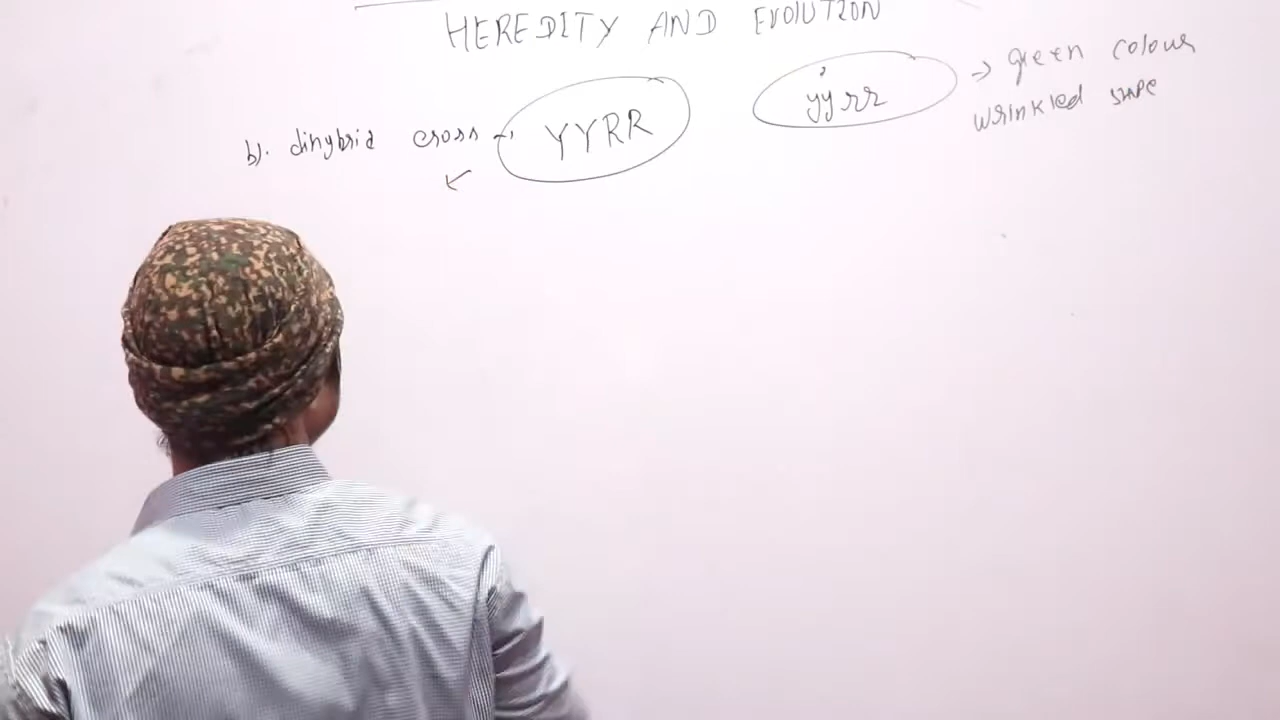 HEREDITY AND EVOLUTION
b). dihybrid cross → YYRR
yyrr → green colour
wrinkled shape